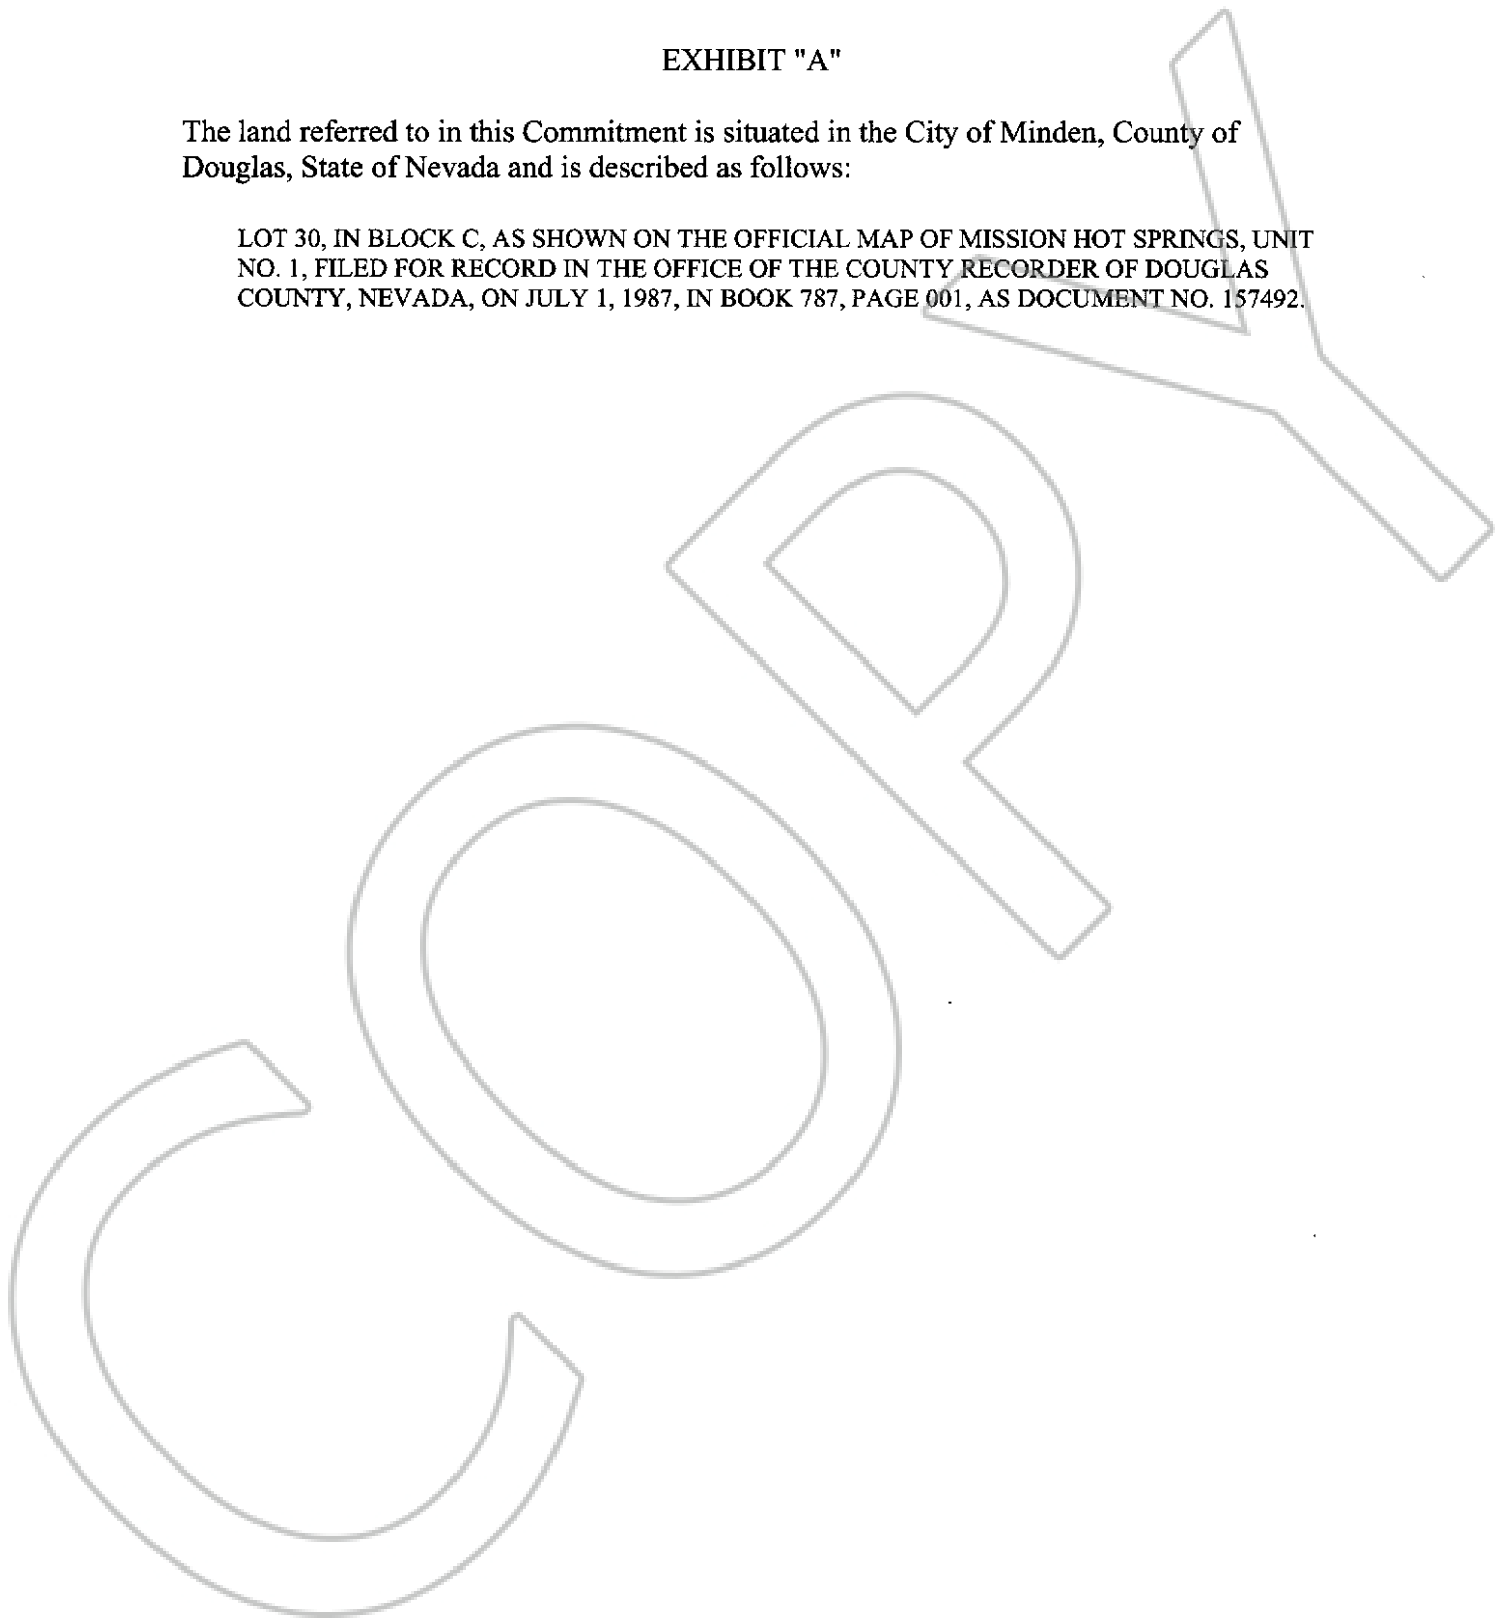 EXHIBIT "A"
The land referred to in this Commitment is situated in the City of Minden, County of
Douglas, State of Nevada and is described as follows:
LOT 30, IN BLOCK C, AS SHOWN ON THE OFFICIAL MAP OF MISSION HOT SPRINGS, UNIT
NO. 1, FILED FOR RECORD IN THE OFFICE OF THE COUNTY RECORDER OF DOUGLAS
COUNTY, NEVADA, ON JULY 1, 1987, IN BOOK 787, PAGE 001, AS DOCUMENT NO. 157492.
COPY